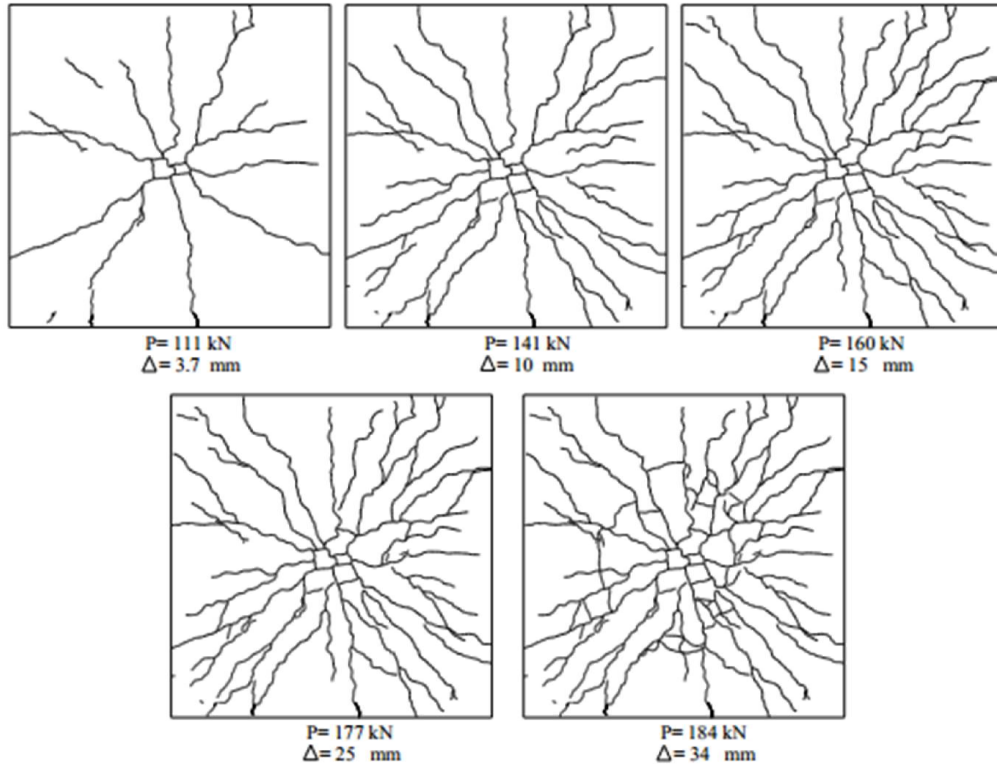 P= 111 kN
Δ= 3.7 mm
P= 141 kN
Δ= 10 mm
P= 160 kN
Δ= 15 mm
P= 177 kN
Δ= 25 mm
P= 184 kN
Δ= 34 mm